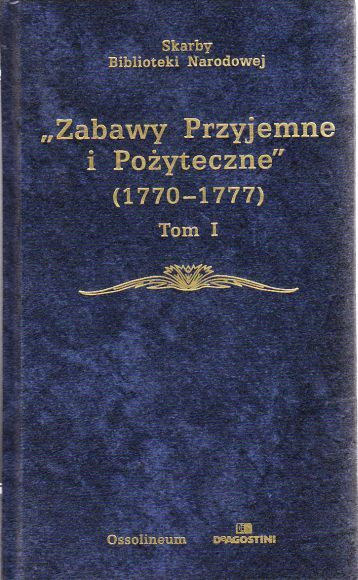 Skarby
Biblioteki Narodowej
„Zabawy Przyjemne
i Pożyteczne”
(1770–1777)
Tom I
Ossolineum
DeAGOSTINI